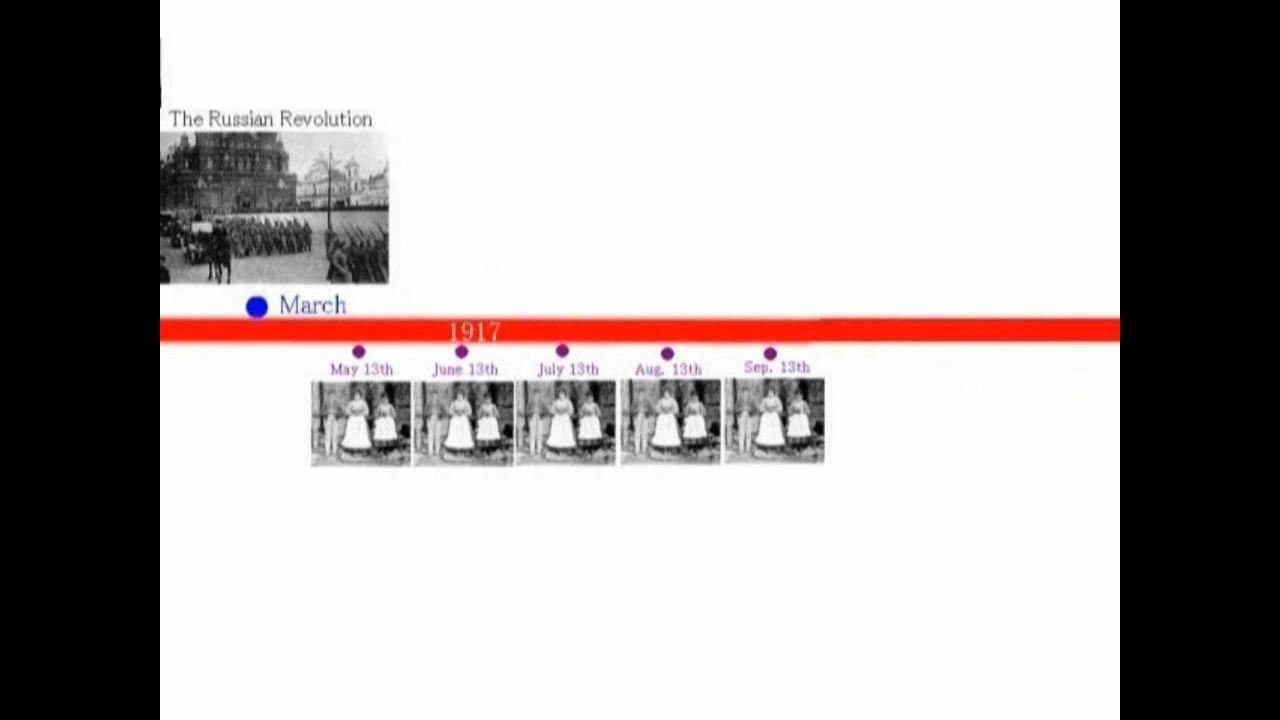 The Russian Revolution
March
1917
May 13th
June 13th
July 13th
Aug. 13th
Sep. 13th